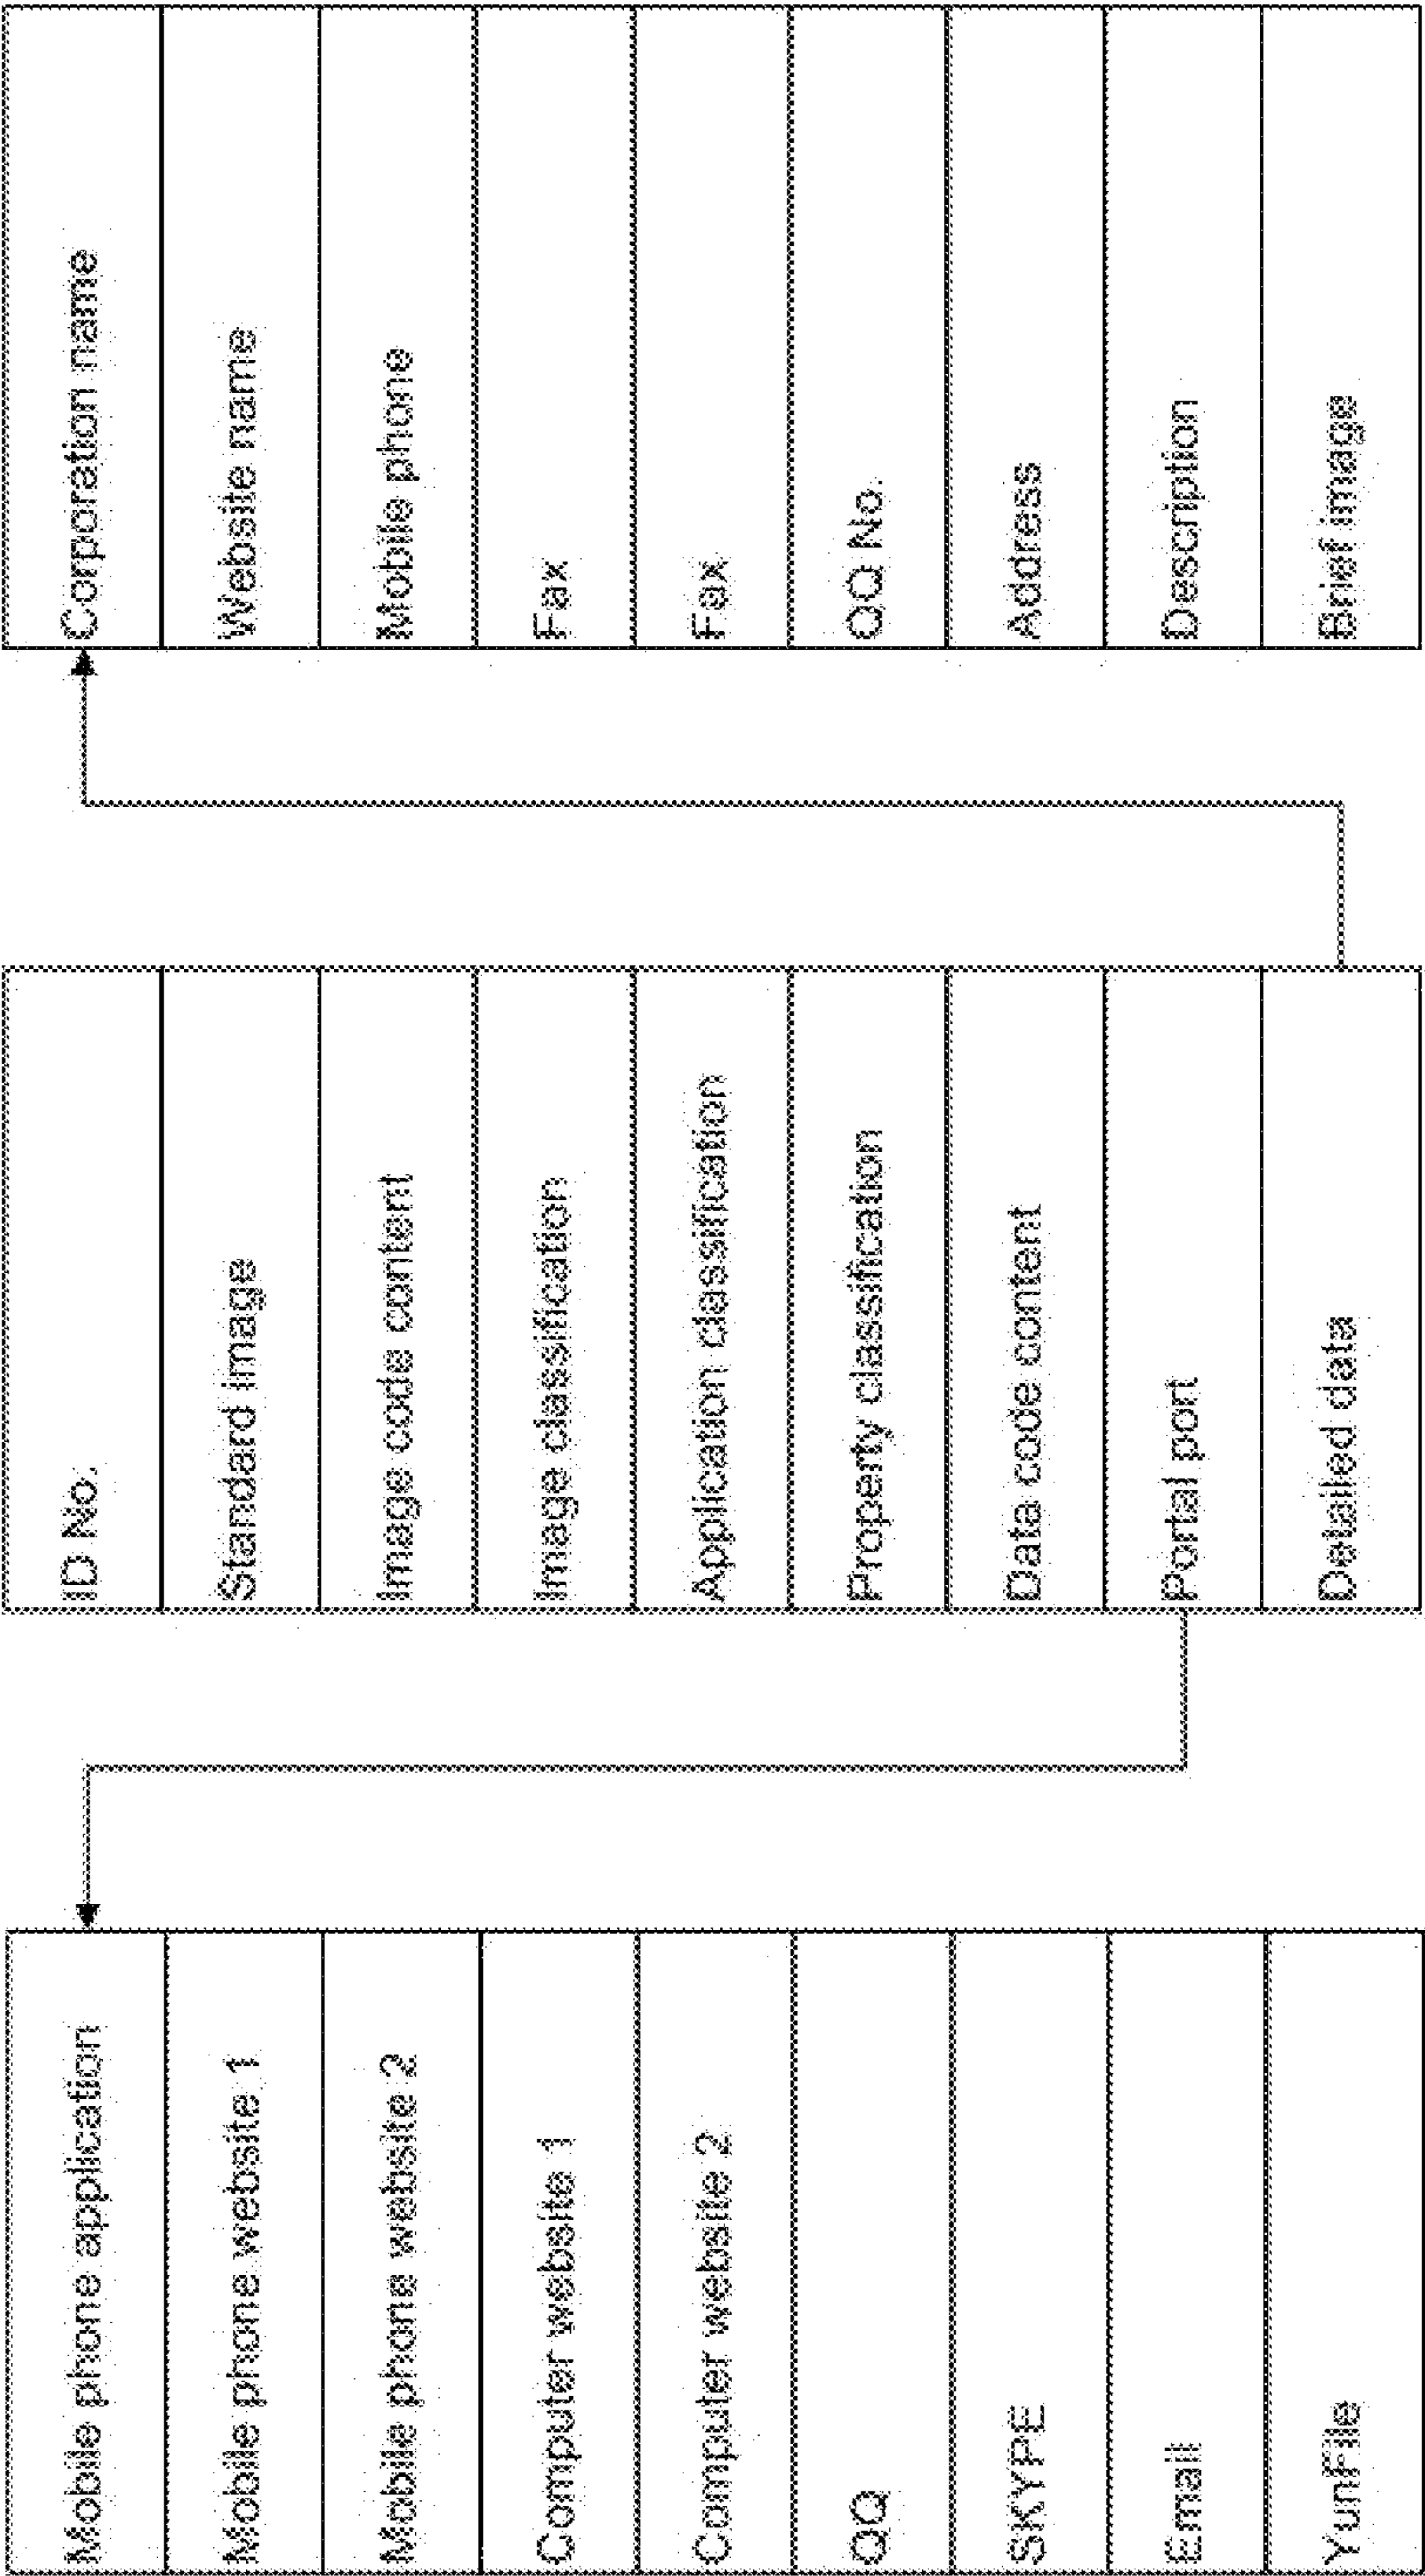 Mobile phone application
Mobile phone website 1
Mobile phone website 2
Computer website 1
Computer website 2
QQ
SKYPE
Email
YunFile
ID No.
Standard image
Image code content
Image classification
Application classification
Property classification
Data code content
Portal port
Detailed data
Corporation name
Website name
Mobile phone
Fax
Fax
QQ No.
Address
Description
Brief image